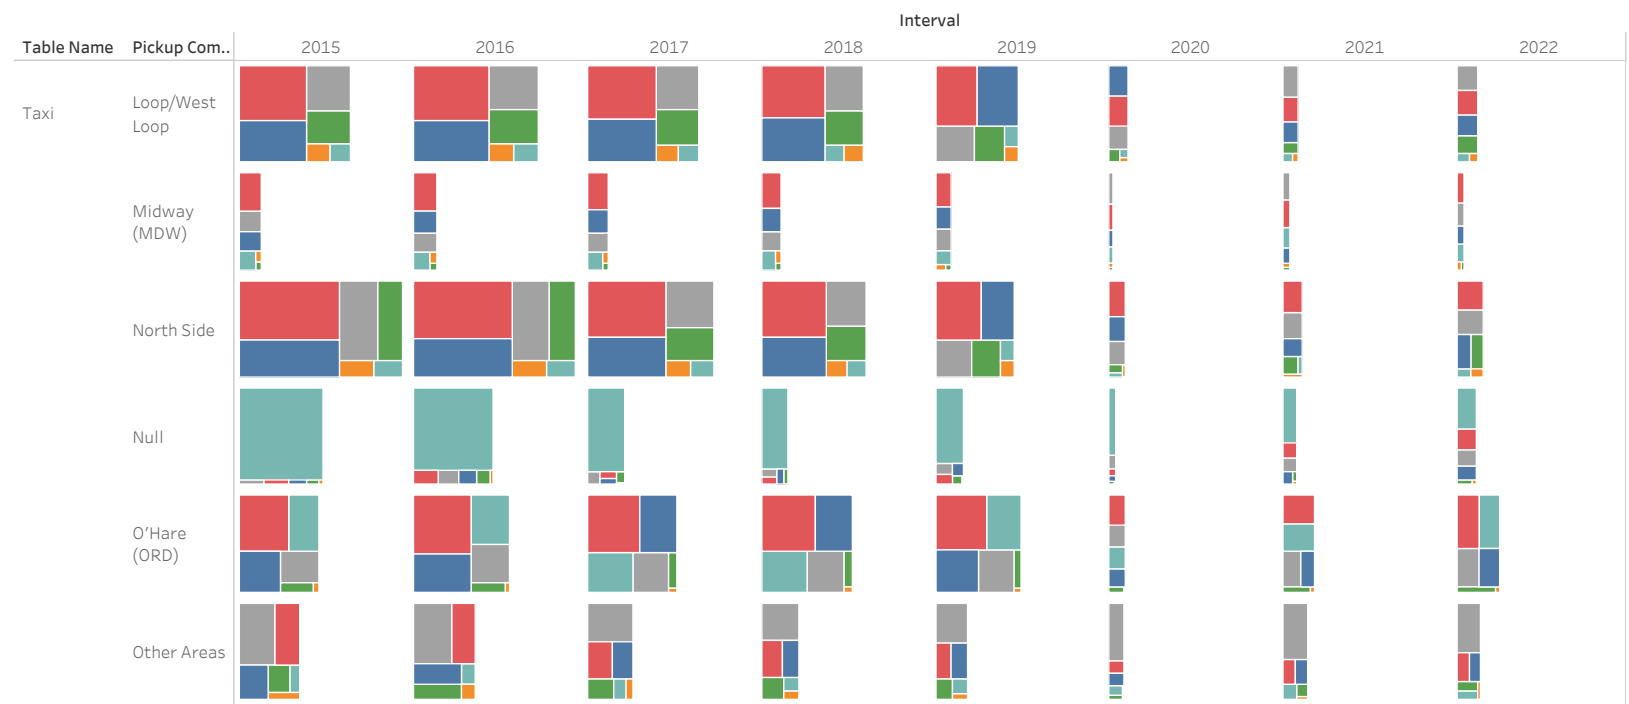 Interval
Table Name Pickup Com.. 2015 2016 2017 2018 2019 2020 2021 2022
Taxi
Loop/West
Loop
Midway
(MDW)
North Side
Null
O'Hare
(ORD)
Other Areas